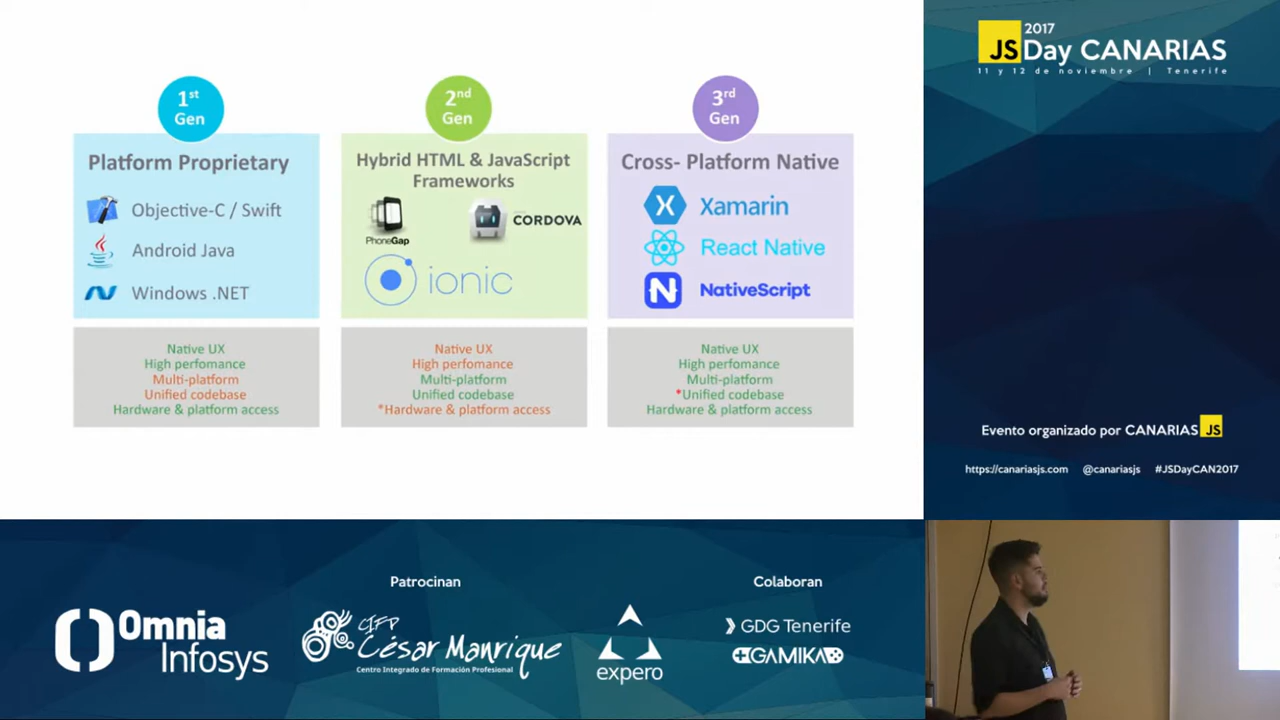 1st
Gen
Platform Proprietary
Objective-C / Swift
Android Java
Windows .NET
Native UX
High perfomance
Multi-platform
Unified codebase
Hardware & platform access
2nd
Gen
Hybrid HTML & JavaScript
Frameworks
PhoneGap
CORDOVA
ionic
Native UX
High perfomance
Multi-platform
Unified codebase
*Hardware & platform access
3rd
Gen
Cross- Platform Native
Xamarin
React Native
N NativeScript
Native UX
High perfomance
Multi-platform
*Unified codebase
Hardware & platform access
2017
JS Day CANARIAS
11 y 12 de noviembre | Tenerife
Evento organizado por CANARIAS JS
https://canariasjs.com @canariasjs #JSDayCAN2017
Patrocinan
Omnia
Infosys
CIFP
César Manrique
Centro Integrado de Formación Profesional
expero
Colaboran
GDG Tenerife
GAMIKA